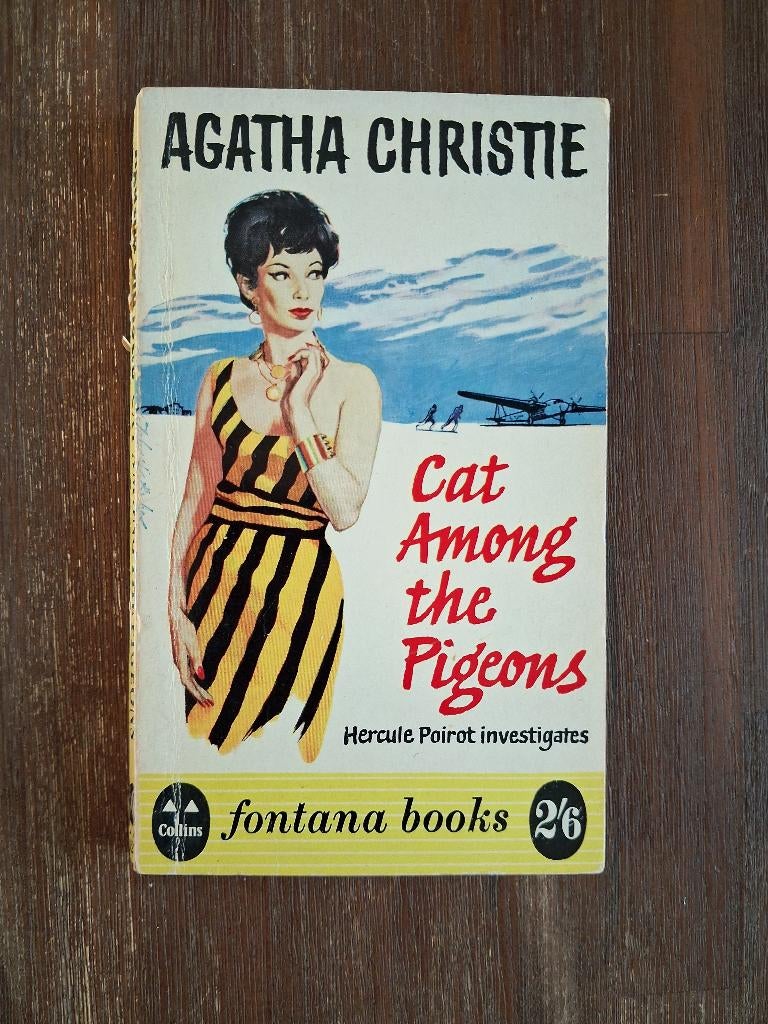 AGATHA CHRISTIE
Cat
Among
the
Pigeons
Hercule Poirot investigates
Collins
fontana books
2'6